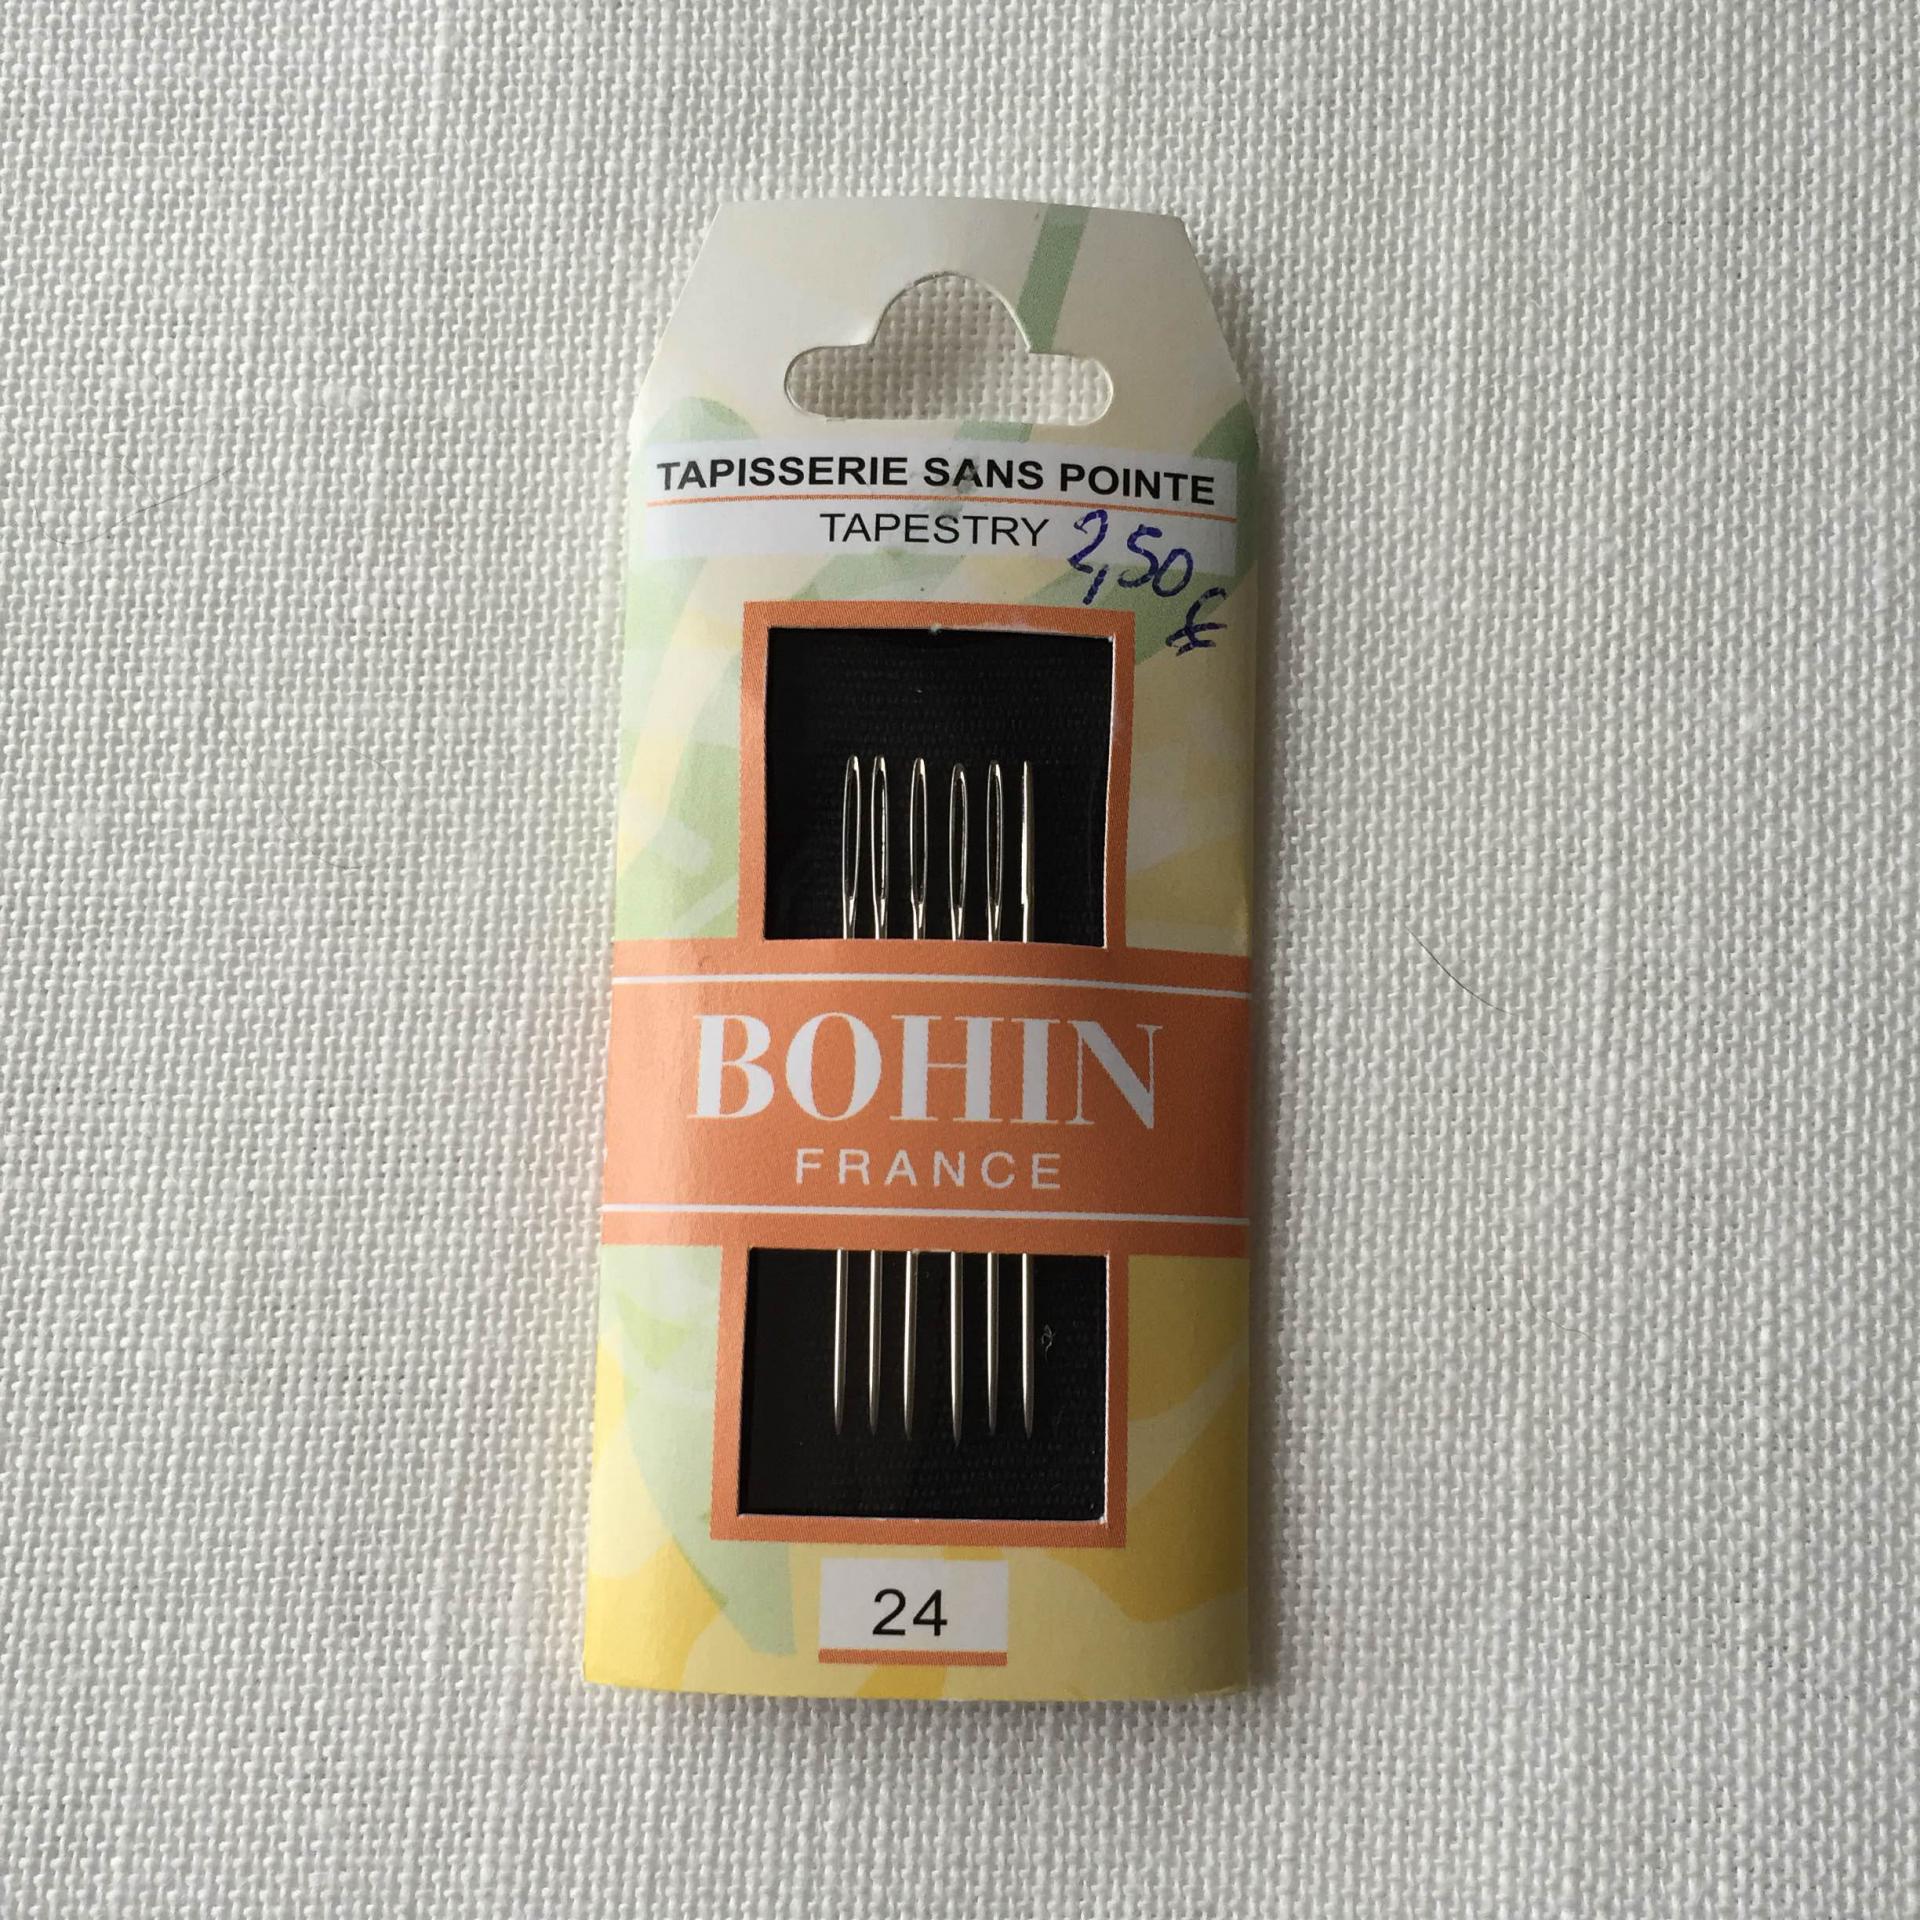 TAPISSERIE SANS POINTE
TAPESTRY 2,50 €
BOHIN
FRANCE
24